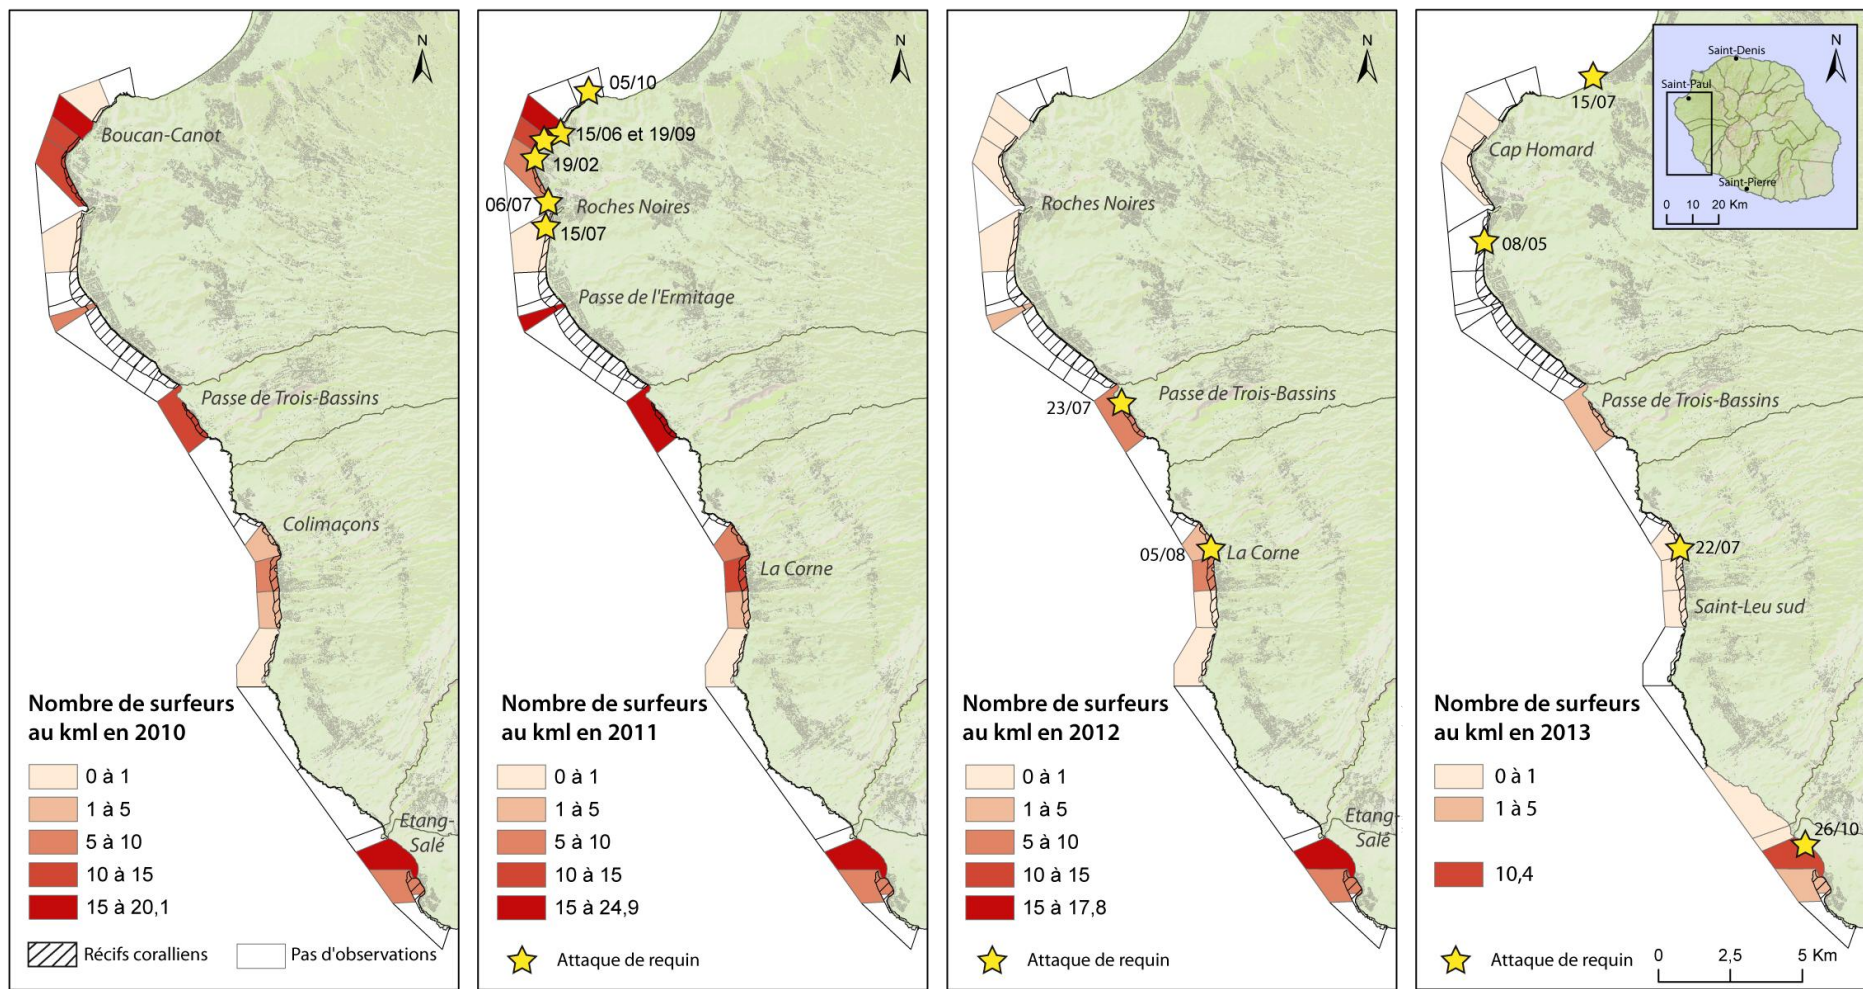 N
Boucan-Canot
Passe de Trois-Bassins
Colimaçons
Etang-
Salé
Nombre de surfeurs
au kml en 2010
0 à 1
1 à 5
5 à 10
10 à 15
15 à 20,1
Récifs coralliens
Pas d'observations
N
05/10
15/06 et 19/09
19/02
06/07
Roches Noires
15/07
Passe de l'Ermitage
La Corne
Nombre de surfeurs
au kml en 2011
0 à 1
1 à 5
5 à 10
10 à 15
15 à 24,9
Attaque de requin
N
Roches Noires
Passe de Trois-Bassins
23/07
05/08
La Corne
Etang-
Salé
Nombre de surfeurs
au kml en 2012
0 à 1
1 à 5
5 à 10
10 à 15
15 à 17,8
Attaque de requin
Saint-Denis
N
Saint-Paul
Saint-Pierre
0 10 20 Km
15/07
Cap Homard
08/05
Passe de Trois-Bassins
22/07
Saint-Leu sud
26/10
Nombre de surfeurs
au kml en 2013
0 à 1
1 à 5
10,4
Attaque de requin
0 2,5 5 Km